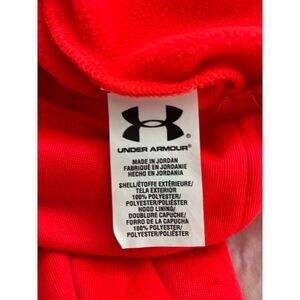 UNDER ARMOUR®
MADE IN JORDAN
FABRIQUÉ EN JORDANIE
HECHO EN JORDANIA
SHELL/ÉTOFFE EXTÉRIEURE/
TELA EXTERIOR
100% POLYESTER/
POLYESTER/POLIÉSTER
HOOD LINING/
DOUBLURE CAPUCHE/
FORRO DE LA CAPUCHA
100% POLYESTER/
POLYESTER/POLIÉSTER